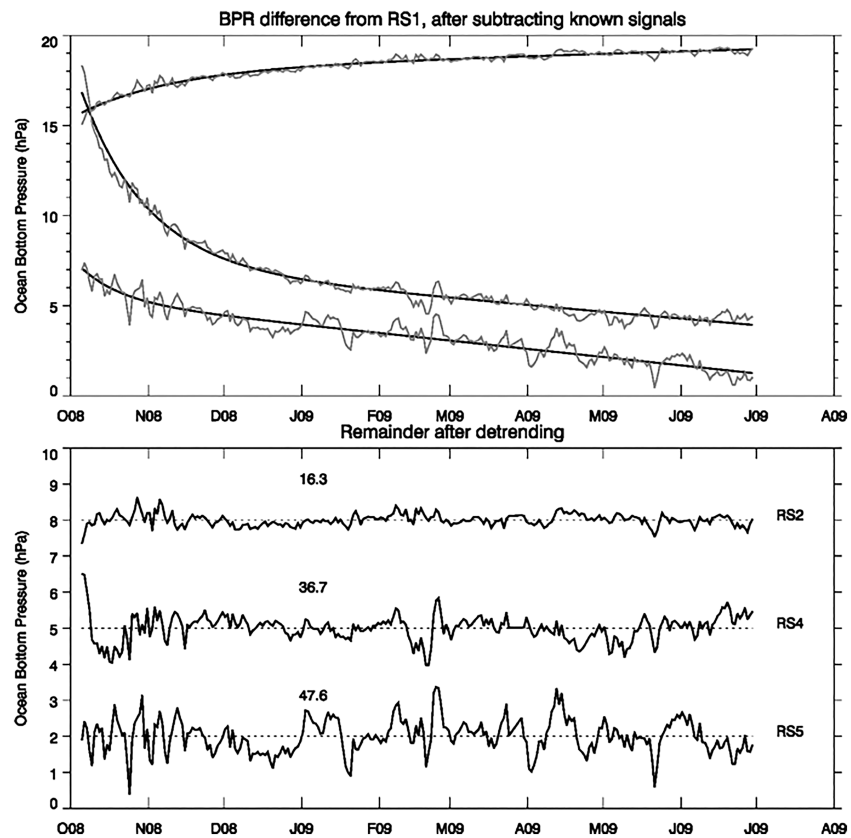 BPR difference from RS1, after subtracting known signals
20
15
10
5
0
Ocean Bottom Pressure (hPa)
O08 N08 D08 J09 F09 M09 A09 M09 J09 J09 A09
Remainder after detrending
10
9
8
7
6
5
4
3
2
1
0
Ocean Bottom Pressure (hPa)
16.3
RS2
36.7
RS4
47.6
RS5
O08 N08 D08 J09 F09 M09 A09 M09 J09 J09 A09